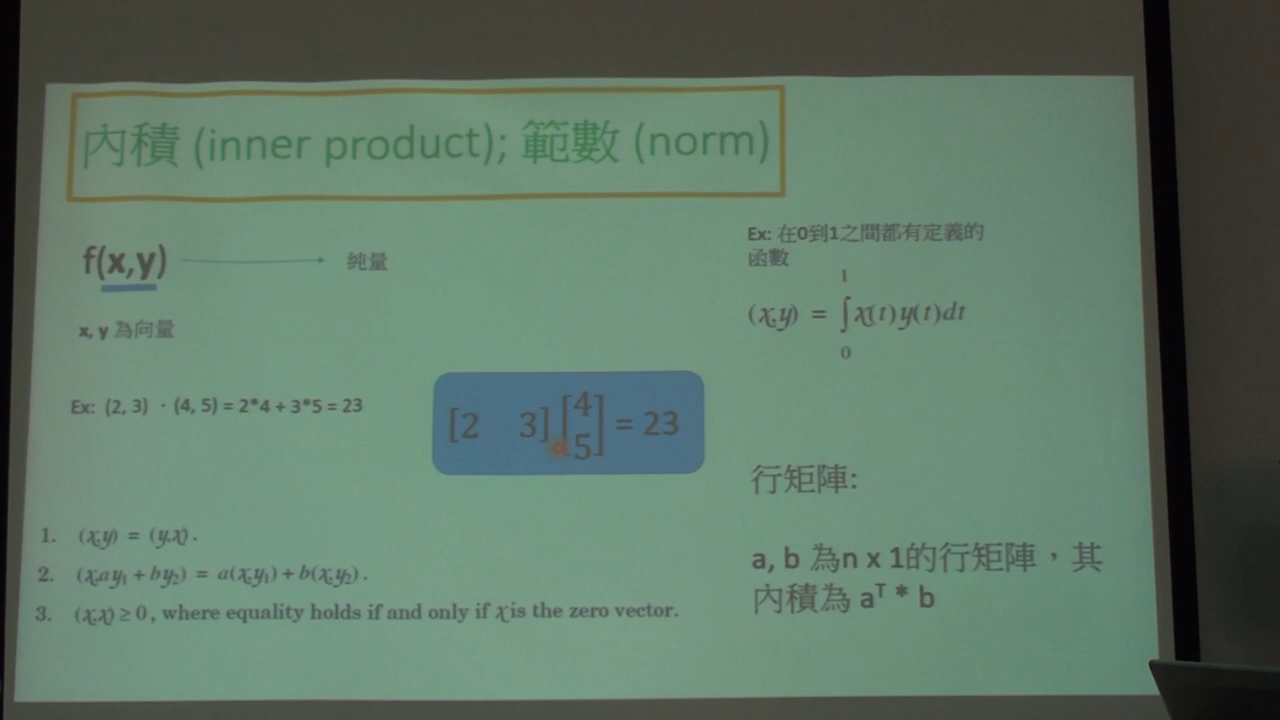 內積 (inner product); 範數 (norm)
f(x,y)
純量
x, y 為向量
Ex: (2, 3) · (4, 5) = 2*4 + 3*5 = 23
[2 3][4 5] = 23
1. (x,y) = (y,x).
2. (x,ay₁ + by₂) = a(x,y₁) + b(x,y₂).
3. (x,x) ≥ 0, where equality holds if and only if x is the zero vector.
Ex: 在0到1之間都有定義的
函數
(x,y) = ∫₀¹ x(t)y(t)dt
行矩陣:
a, b 為n x 1的行矩陣，其
內積為 aᵀ * b